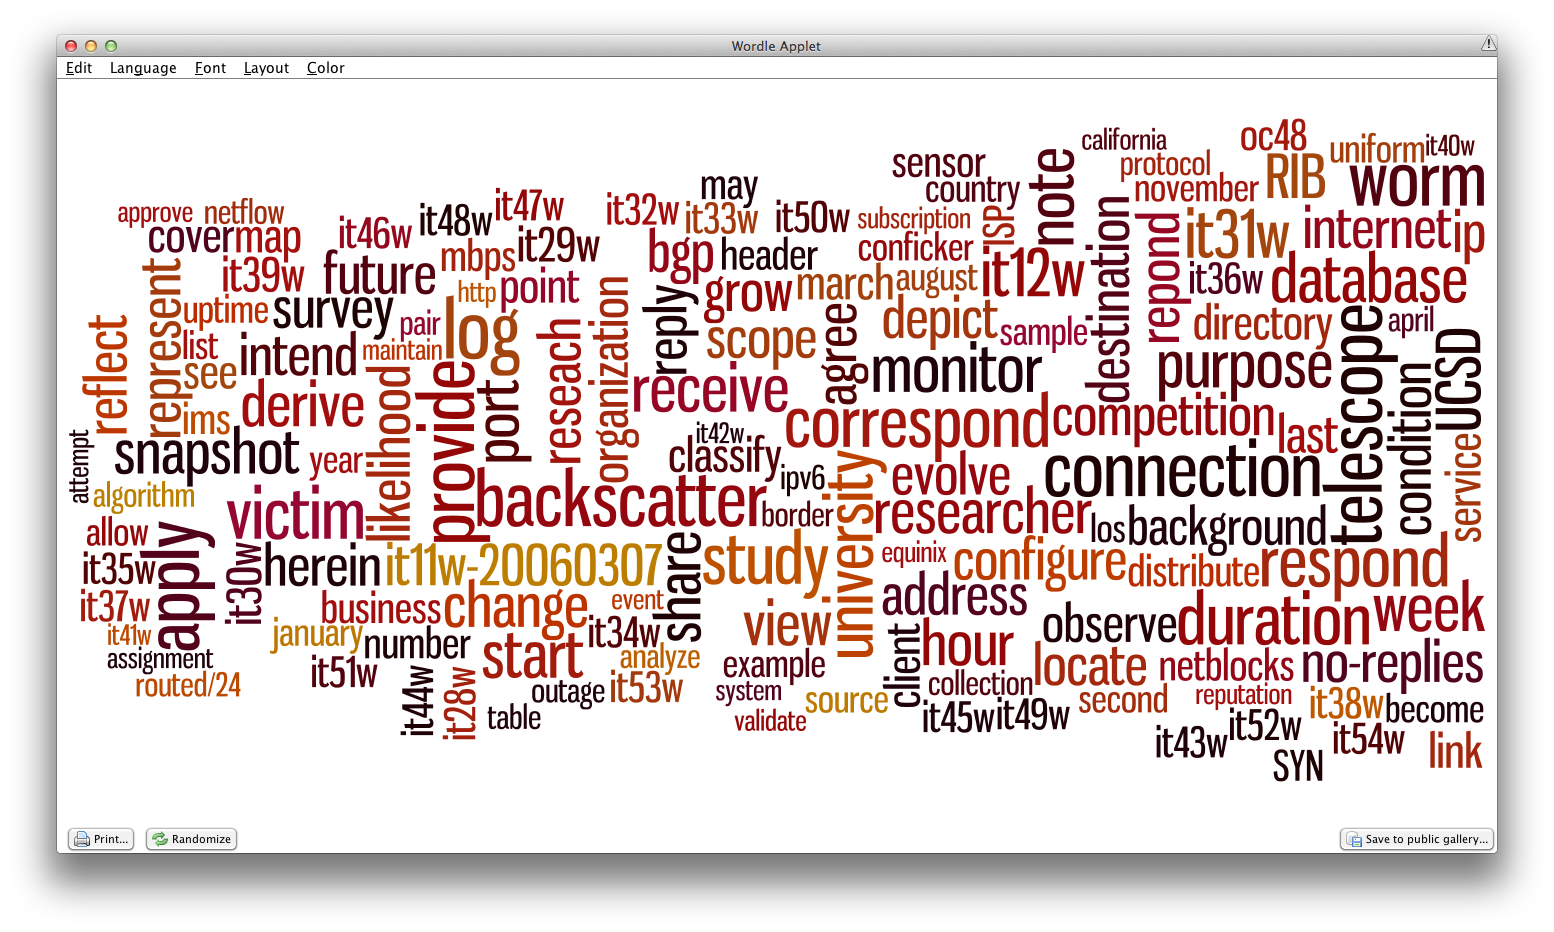 Wordle Applet
Edit Language Font Layout Color
california
oc48
uniform
it40w
sensor
protocol
RIB
worm
country
note
november
may
approve
netflow
it46w
it48w
it47w
it32w
it33w
it50w
subscription
ISP
destination
respond
it31w
internet
ip
cover
map
mbps
it29w
bgp
header
conficker
it12w
it36w
database
represent
it39w
future
http
point
organization
reply
grow
march
august
uptime
survey
pair
log
research
scope
agree
depict
sample
directory
telescope
april
UCSD
reflect
list
intend
maintain
see
likelihood
provide
port
receive
monitor
purpose
condition
ims
derive
correspond
competition
last
service
attempt
snapshot
year
it42w
classify
ipv6
university
evolve
connection
algorithm
victim
backscatter
border
researcher
los
background
allow
apply
it30w
herein
it11w-20060307
share
study
equinix
configure
distribute
respond
it35w
it37w
business
change
event
view
address
observe
duration
week
it41w
january
number
start
it34w
analyze
example
client
hour
locate
netblocks
no-replies
assignment
it51w
it44w
it28w
outage
it53w
system
source
collection
second
reputation
it38w
become
routed/24
table
validate
it45w
it49w
it43w
it52w
it54w
link
SYN
Print...
Randomize
Save to public gallery...